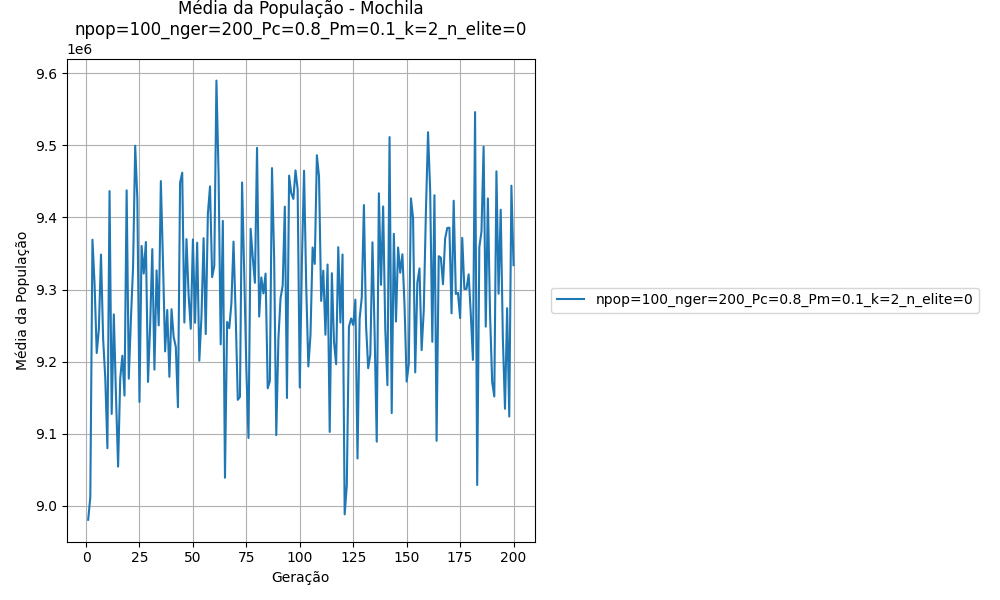 Média da População - Mochila
npop=100_nger=200_Pc=0.8_Pm=0.1_k=2_n_elite=0
1e6
9.6
9.5
9.4
9.3
9.2
9.1
9.0
Média da População
0 25 50 75 100 125 150 175 200
Geração
npop=100_nger=200_Pc=0.8_Pm=0.1_k=2_n_elite=0